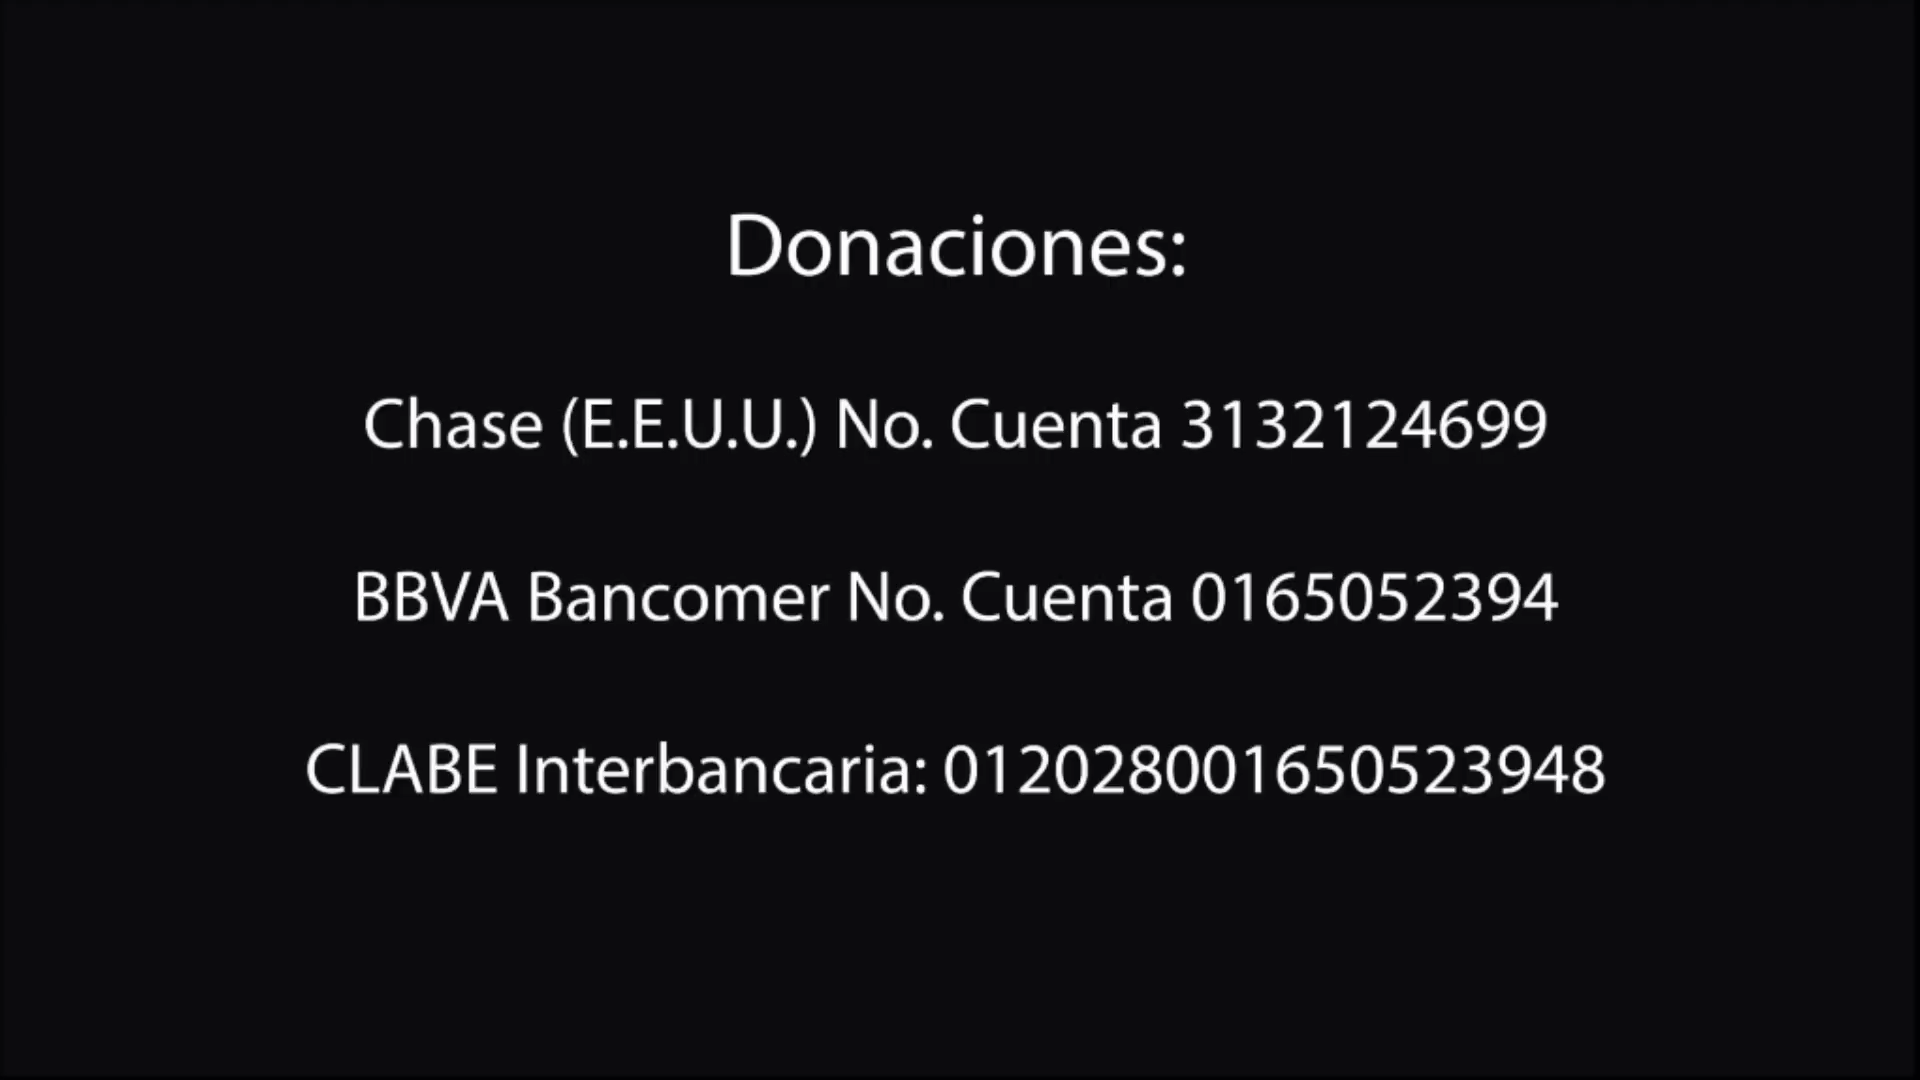 Donaciones:
Chase (E.E.U.U.) No. Cuenta 3132124699
BBVA Bancomer No. Cuenta 0165052394
CLABE Interbancaria: 012028001650523948